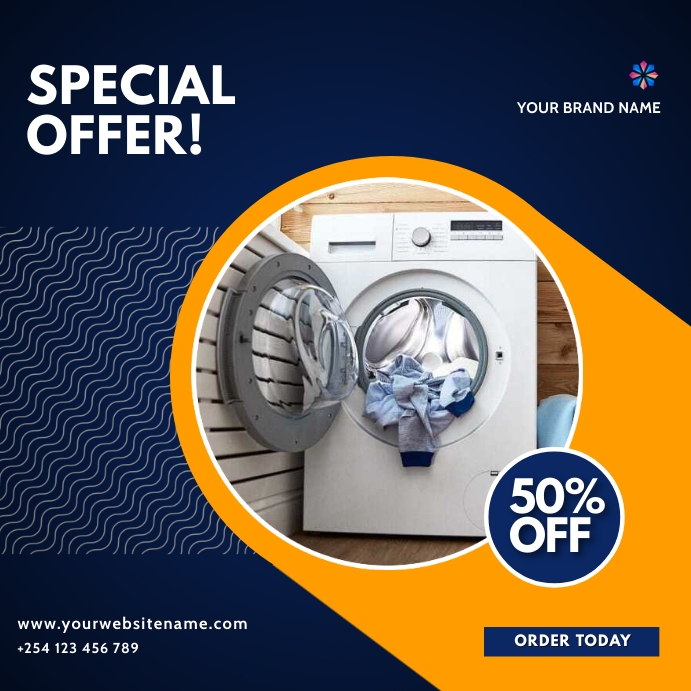 SPECIAL
OFFER!
YOUR BRAND NAME
50%
OFF
www.yourwebsitename.com
+254 123 456 789
ORDER TODAY